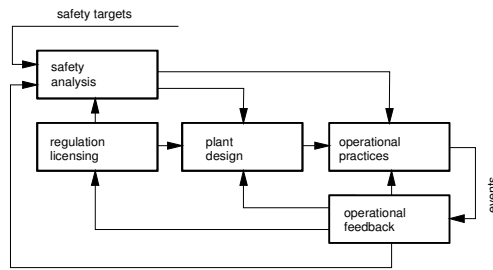 safety targets
safety
analysis
regulation
licensing
plant
design
operational
practices
operational
feedback
events